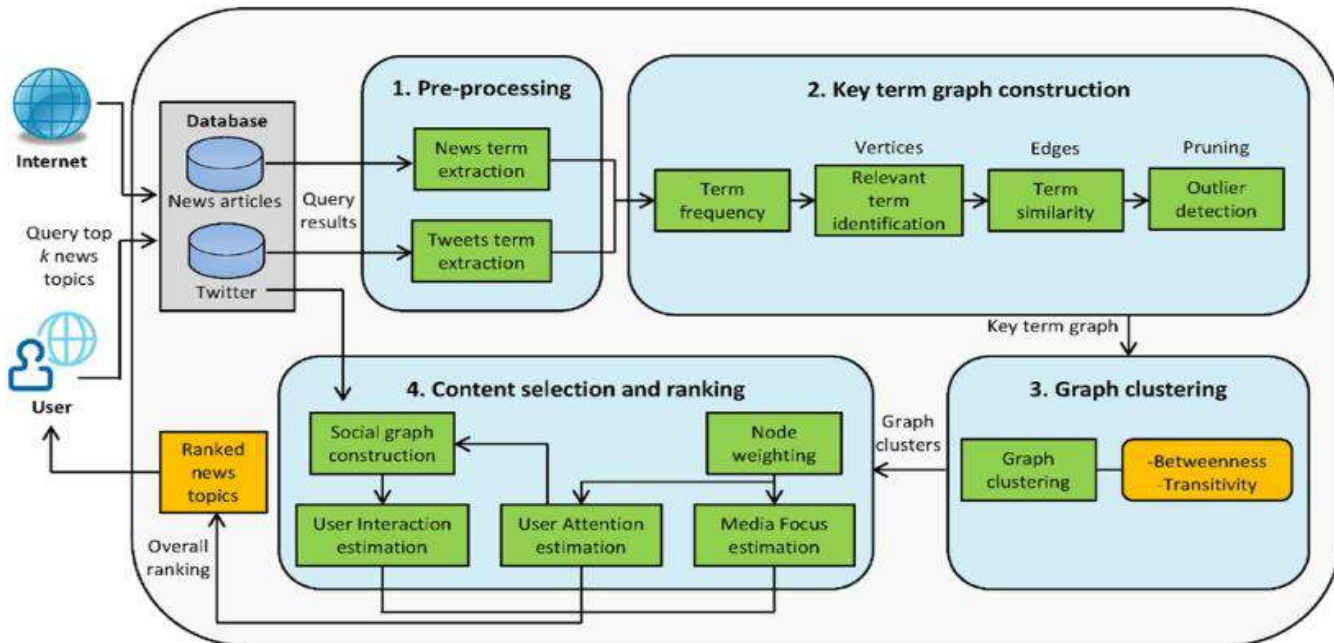 Internet
Query top
k news
topics
User
Database
News articles
Twitter
Query
results
1. Pre-processing
News term
extraction
Tweets term
extraction
2. Key term graph construction
Term
frequency
Vertices
Relevant
term
identification
Edges
Term
similarity
Pruning
Outlier
detection
Key term graph
3. Graph clustering
Graph
clustering
-Betweenness
-Transitivity
Graph
clusters
4. Content selection and ranking
Social graph
construction
Node
weighting
User Interaction
estimation
User Attention
estimation
Media Focus
estimation
Ranked
news
topics
Overall
ranking